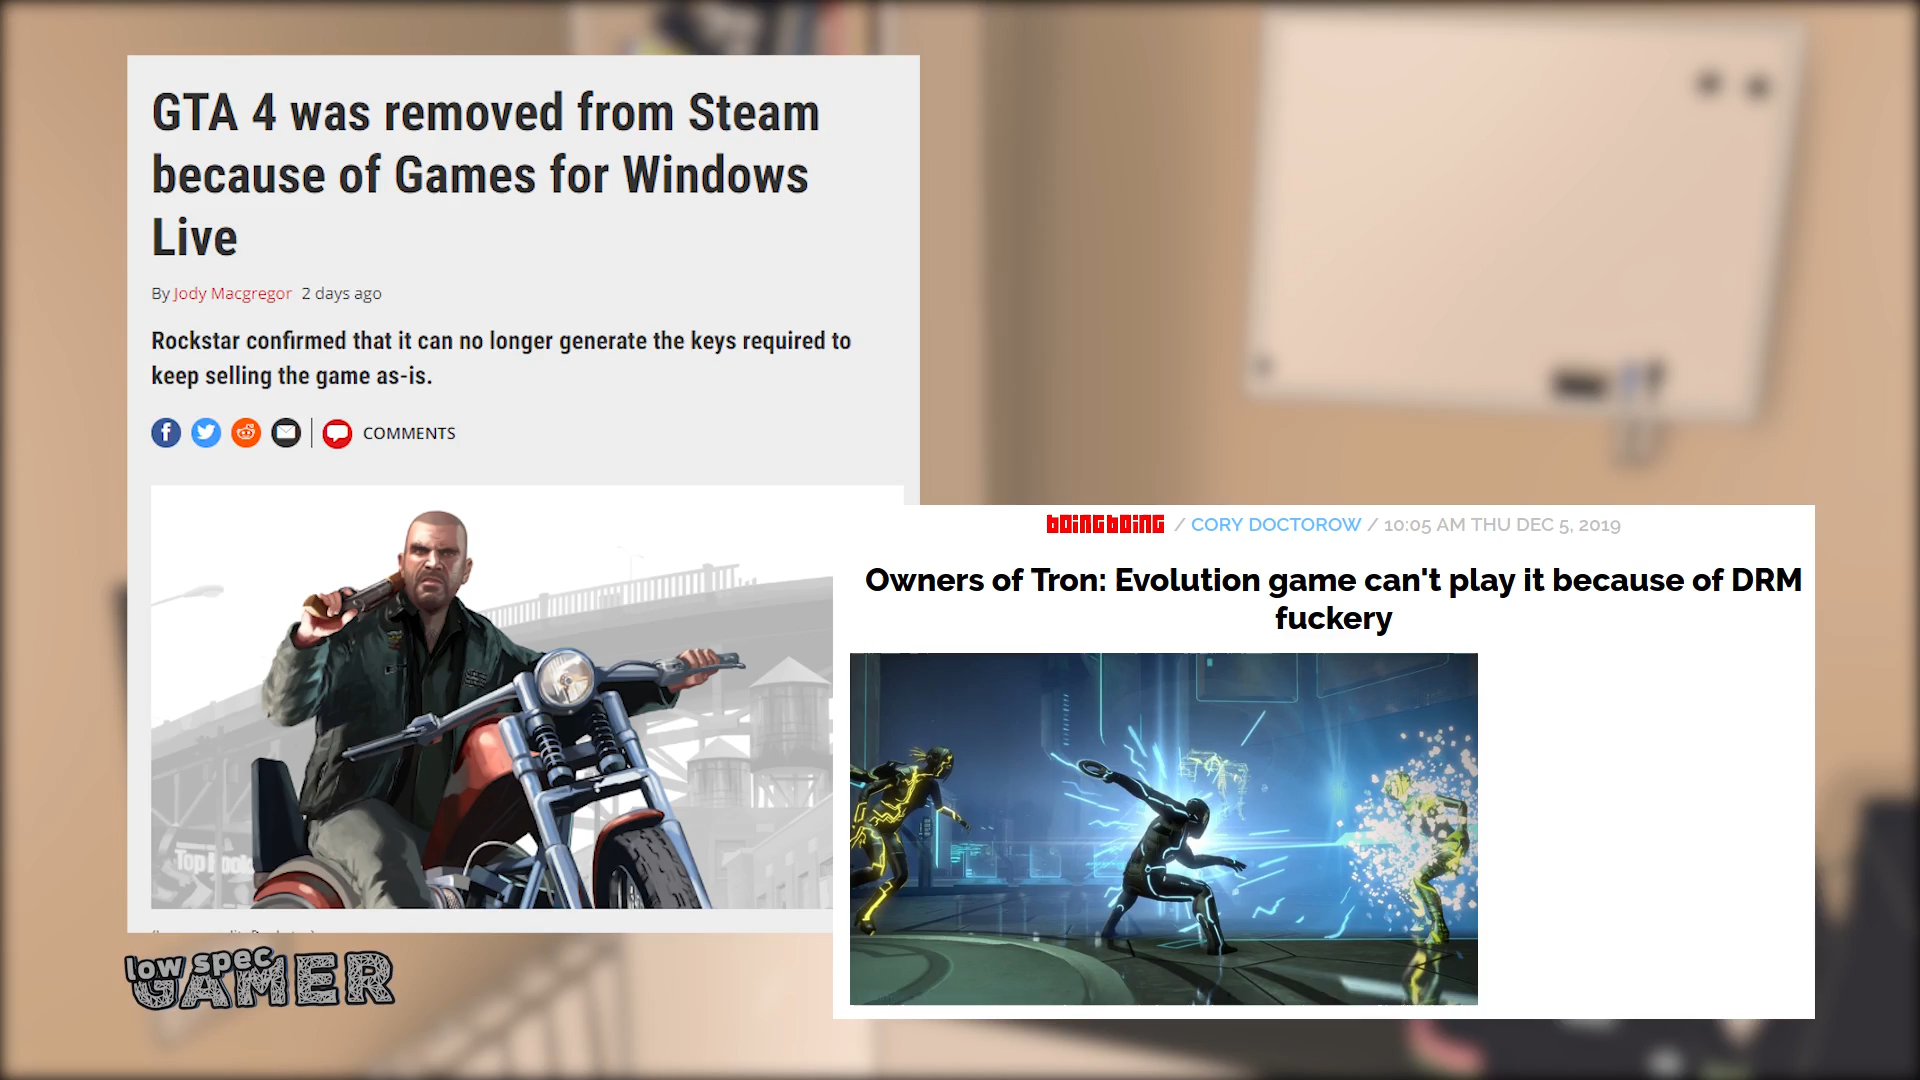 GTA 4 was removed from Steam
because of Games for Windows
Live
By Jody Macgregor 2 days ago
Rockstar confirmed that it can no longer generate the keys required to
keep selling the game as-is.
COMMENTS
Top Hook
boingboing / CORY DOCTOROW / 10:05 AM THU DEC 5, 2019
Owners of Tron: Evolution game can't play it because of DRM
fuckery
low spec
GAMER